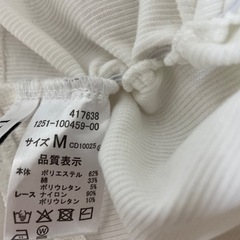 417638
1251-100459-00
サイズ M CD10025
品質表示
本体 ポリエステル 62%
綿 33%
ポリウレタン 5%
レース ナイロン 90%
ポリウレタン 10%